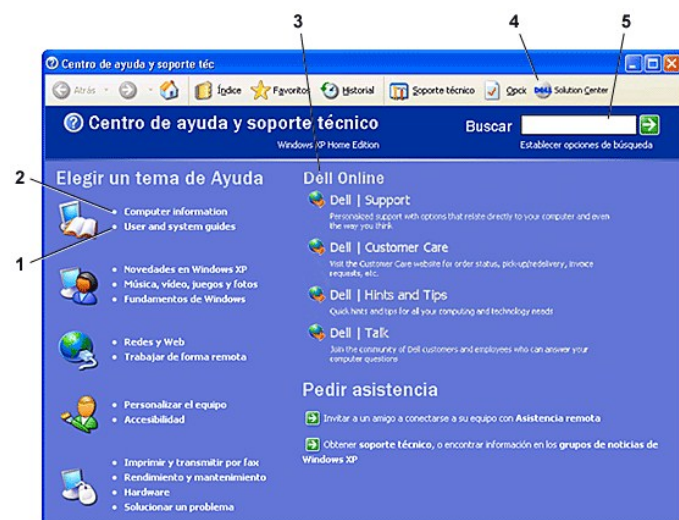 3
4
5
Centro de ayuda y soporte téc
Atrás
Índice
Favoritos
Historial
Soporte técnico
Opcio
DELL Solution Center
Centro de ayuda y soporte técnico
Windows XP Home Edition
Buscar
Establecer opciones de búsqueda
2
1
Elegir un tema de Ayuda
Computer information
User and system guides
Novedades en Windows XP
Música, vídeo, juegos y fotos
Fundamentos de Windows
Redes y Web
Trabajar de forma remota
Personalizar el equipo
Accesibilidad
Imprimir y transmitir por fax
Rendimiento y mantenimiento
Hardware
Solucionar un problema
Dell Online
Dell | Support
Personalized support with options that relate directly to your computer and even
the way you think
Dell | Customer Care
Visit the Customer Care website for order status, pick-up/redelivery, invoice
requests, etc.
Dell | Hints and Tips
Quick hints and tips for all your computing and technology needs
Dell | Talk
Join the community of Dell customers and employees who can answer your
computer questions
Pedir asistencia
Invitar a un amigo a conectarse a su equipo con Asistencia remota
Obtener soporte técnico, o encontrar información en los grupos de noticias de
Windows XP